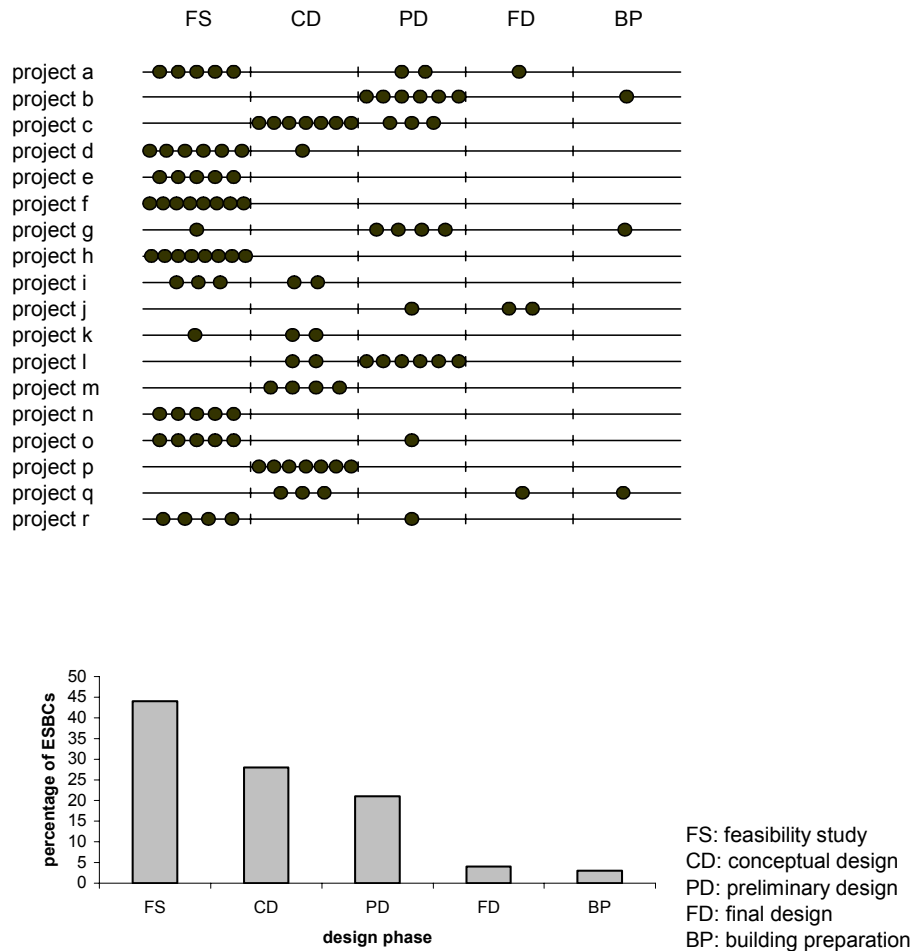 FS CD PD FD BP
project a
project b
project c
project d
project e
project f
project g
project h
project i
project j
project k
project l
project m
project n
project o
project p
project q
project r
percentage of ESBCs
50
45
40
35
30
25
20
15
10
5
0
FS CD PD FD BP
design phase
FS: feasibility study
CD: conceptual design
PD: preliminary design
FD: final design
BP: building preparation